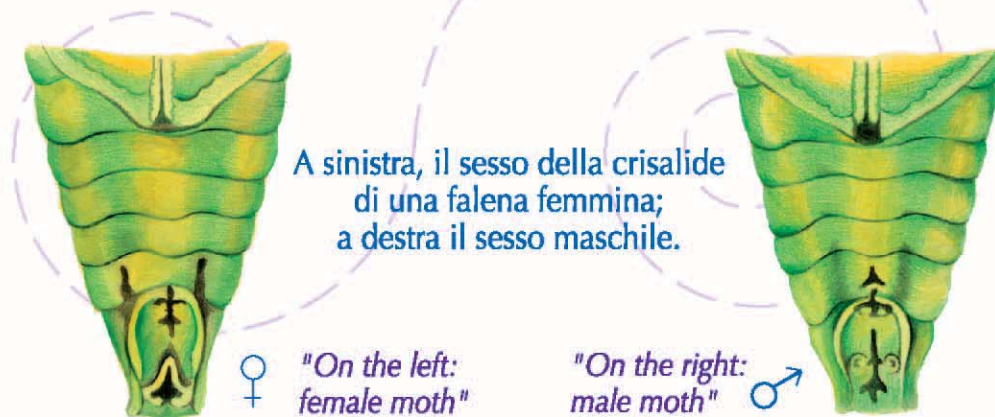 A sinistra, il sesso della crisalide
di una falena femmina;
a destra il sesso maschile.
"On the left:
female moth"
"On the right:
male moth"